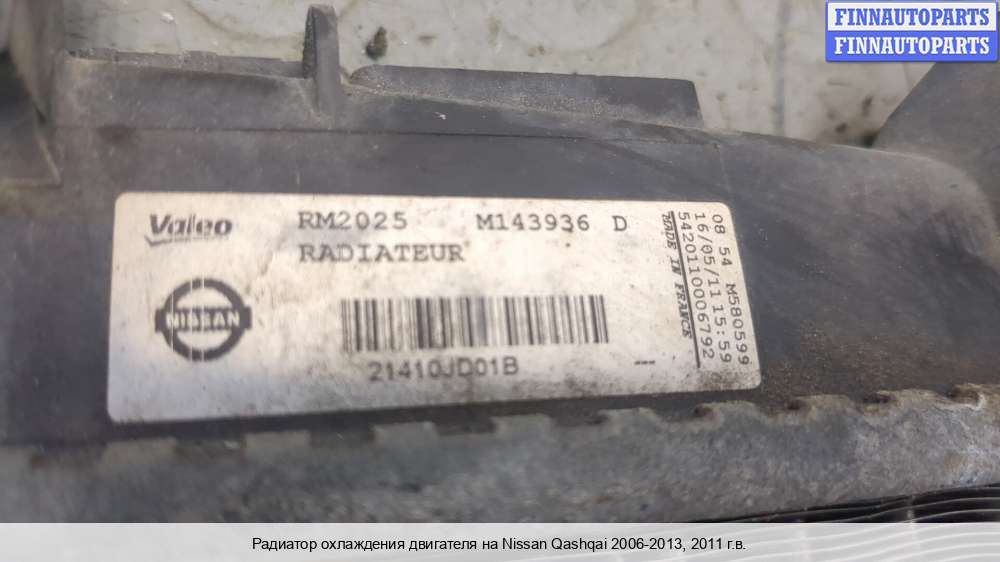 FINNAUTOPARTS
FINNAUTOPARTS
Valeo
RM2025 M143936 D
RADIATEUR
NISSAN
21410JD01B
---
08 54 M580599
16/05/11 15:59
5420110006792
MADE IN FRANCE
Радиатор охлаждения двигателя на Nissan Qashqai 2006-2013, 2011 г.в.